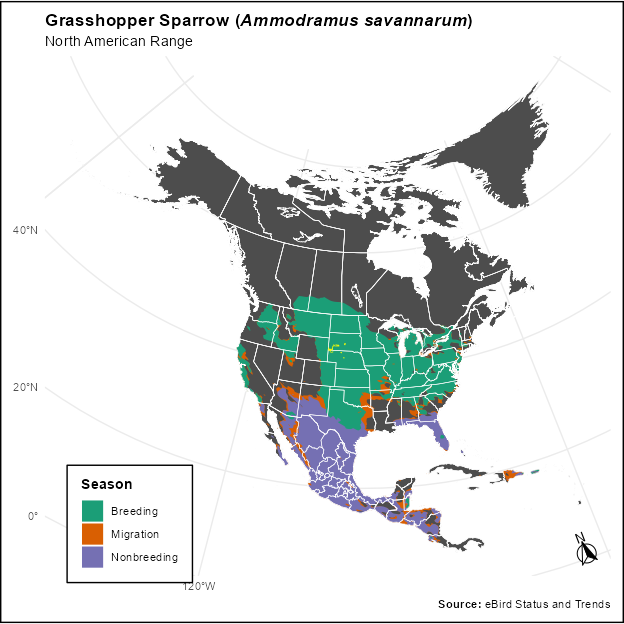 Grasshopper Sparrow (Ammodramus savannarum)
North American Range
40°N
20°N
0°
120°W
Season
Breeding
Migration
Nonbreeding
N
Source: eBird Status and Trends